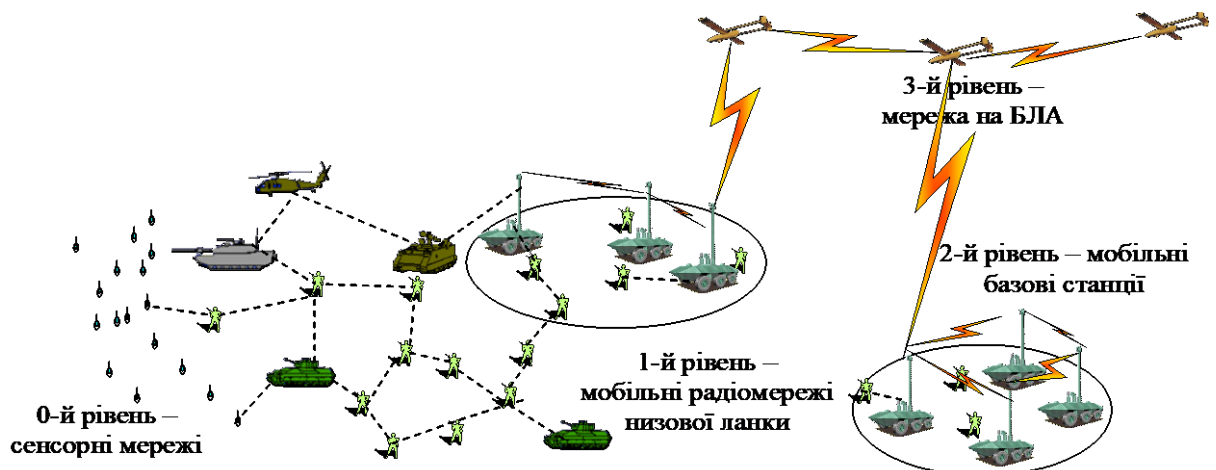 3-й рівень –
мережа на БЛА
2-й рівень – мобільні
базові станції
1-й рівень –
мобільні радіомережі
низової ланки
0-й рівень –
сенсорні мережі